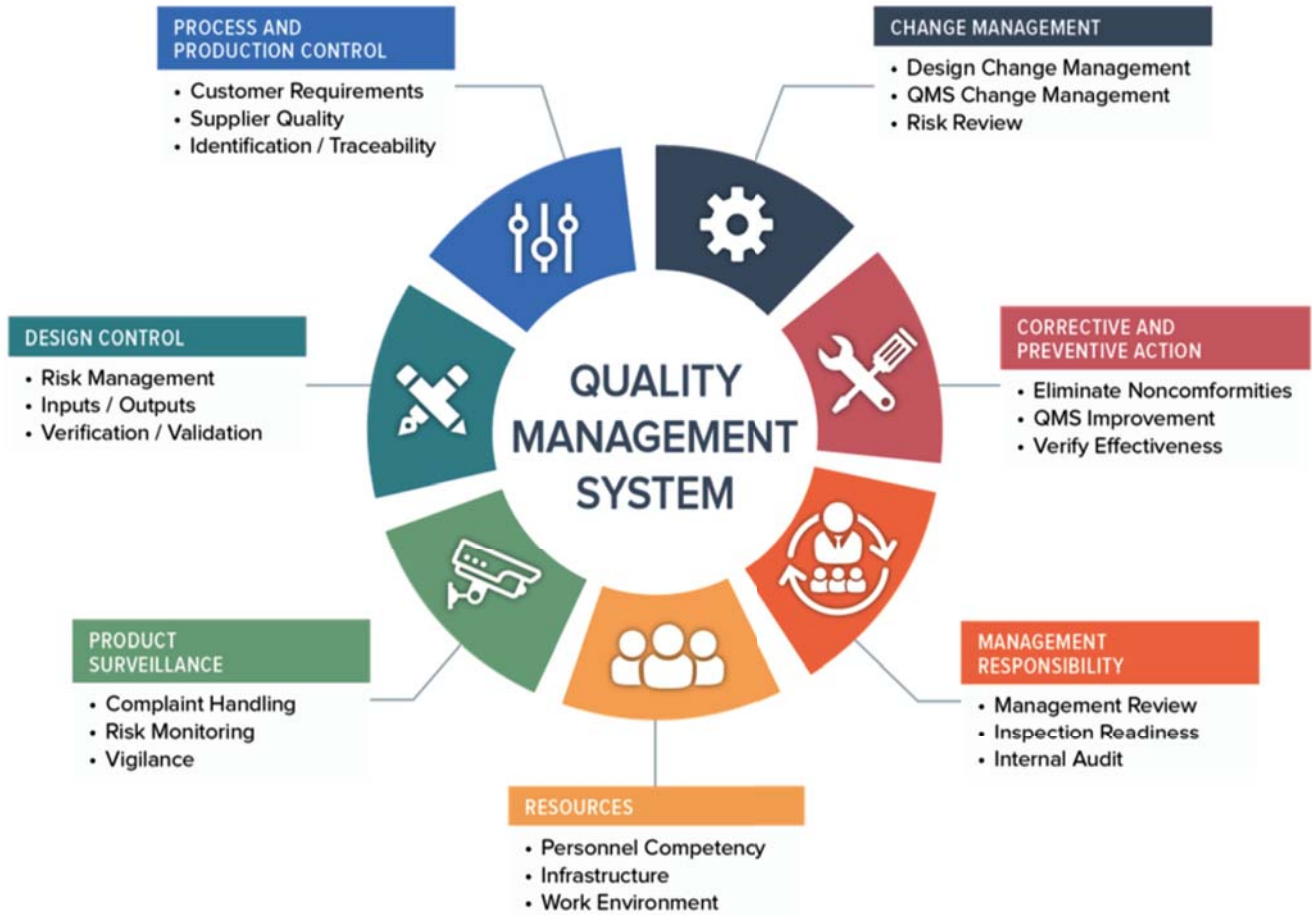 PROCESS AND
PRODUCTION CONTROL
• Customer Requirements
• Supplier Quality
• Identification / Traceability
CHANGE MANAGEMENT
• Design Change Management
• QMS Change Management
• Risk Review
DESIGN CONTROL
• Risk Management
• Inputs / Outputs
• Verification / Validation
QUALITY
MANAGEMENT
SYSTEM
CORRECTIVE AND
PREVENTIVE ACTION
• Eliminate Noncomformities
• QMS Improvement
• Verify Effectiveness
PRODUCT
SURVEILLANCE
• Complaint Handling
• Risk Monitoring
• Vigilance
MANAGEMENT
RESPONSIBILITY
• Management Review
• Inspection Readiness
• Internal Audit
RESOURCES
• Personnel Competency
• Infrastructure
• Work Environment